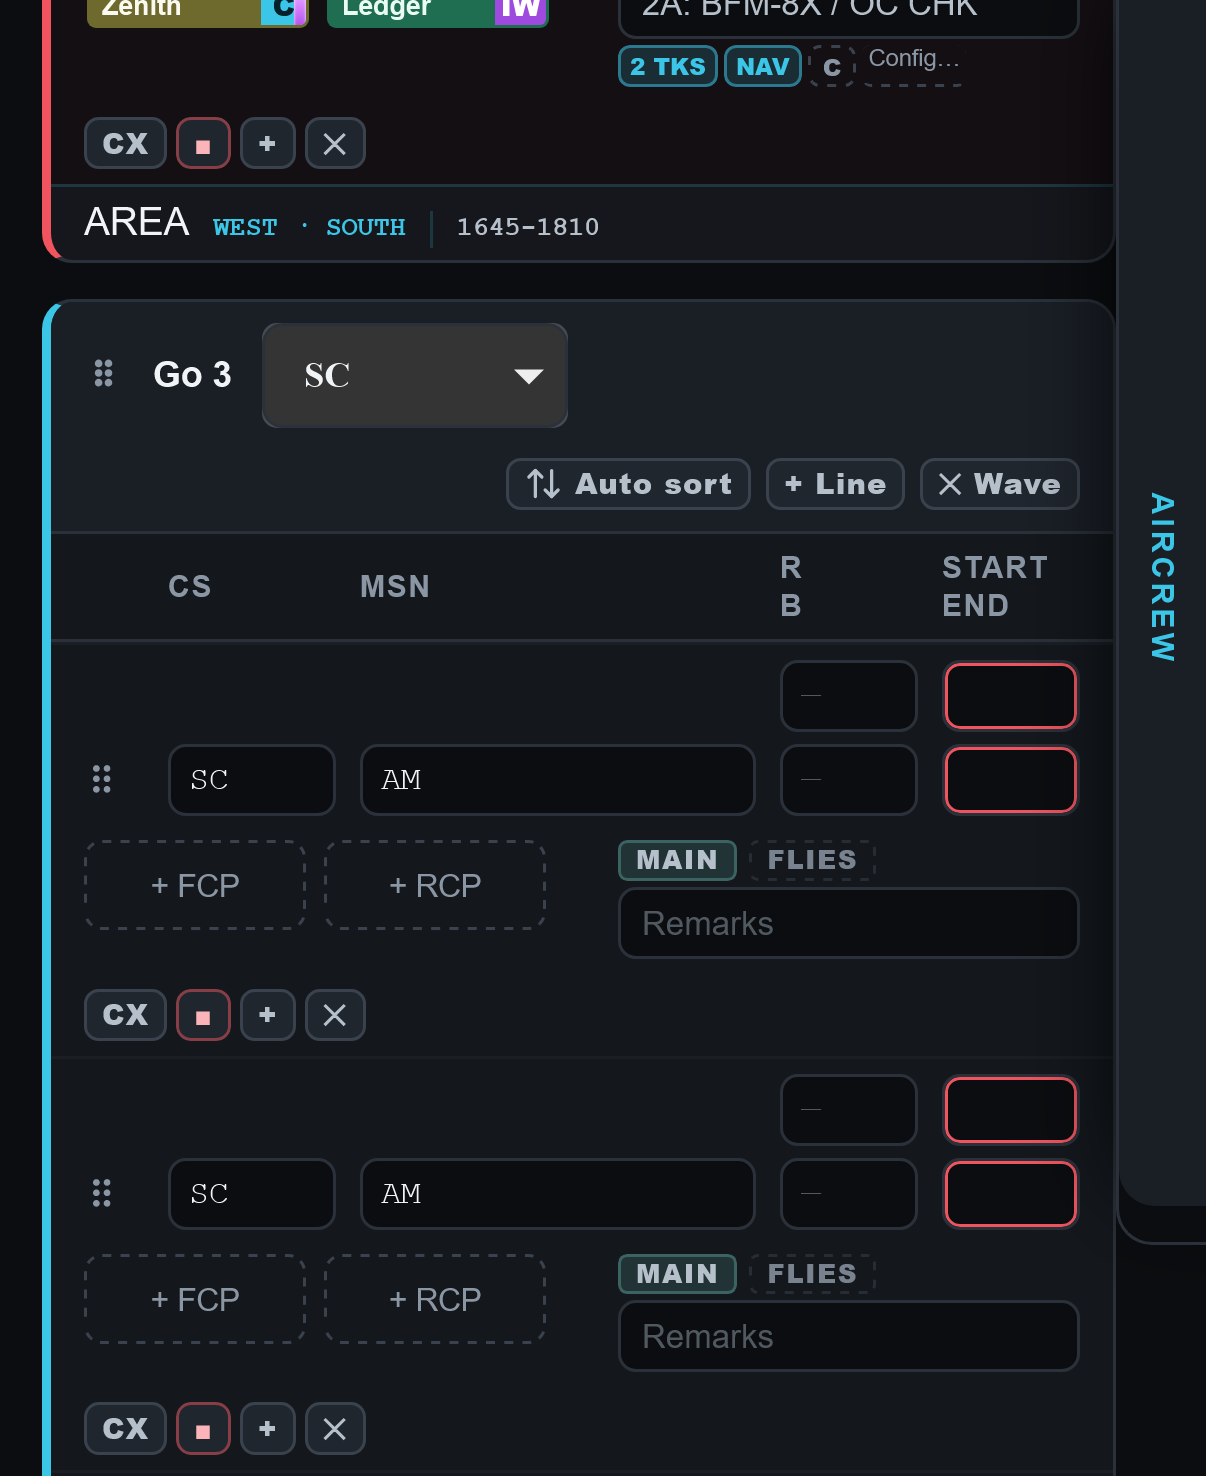 Zenith C Ledger IW 2A: BFM-8X / OC CHK
2 TKS NAV C Config...
CX ■ + ×
AREA WEST · SOUTH 1645–1810
Go 3 SC
↑↓ Auto sort + Line × Wave
CS MSN R B START END
—
SC AM —
+ FCP + RCP MAIN FLIES
Remarks
CX ■ + ×
—
SC AM —
+ FCP + RCP MAIN FLIES
Remarks
CX ■ + ×
AIRCREW